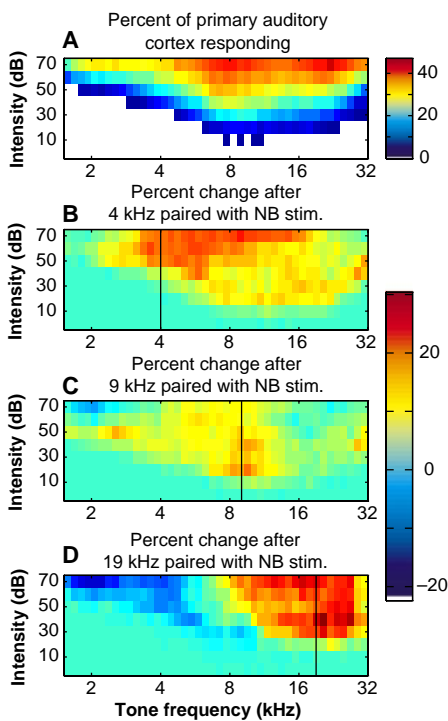 Percent of primary auditory
cortex responding
A
Intensity (dB)
70
50
30
10
2 4 8 16 32
40
20
0
Percent change after
4 kHz paired with NB stim.
B
Intensity (dB)
70
50
30
10
2 4 8 16 32
Percent change after
9 kHz paired with NB stim.
C
Intensity (dB)
70
50
30
10
2 4 8 16 32
20
10
0
−10
−20
Percent change after
19 kHz paired with NB stim.
D
Intensity (dB)
70
50
30
10
2 4 8 16 32
Tone frequency (kHz)